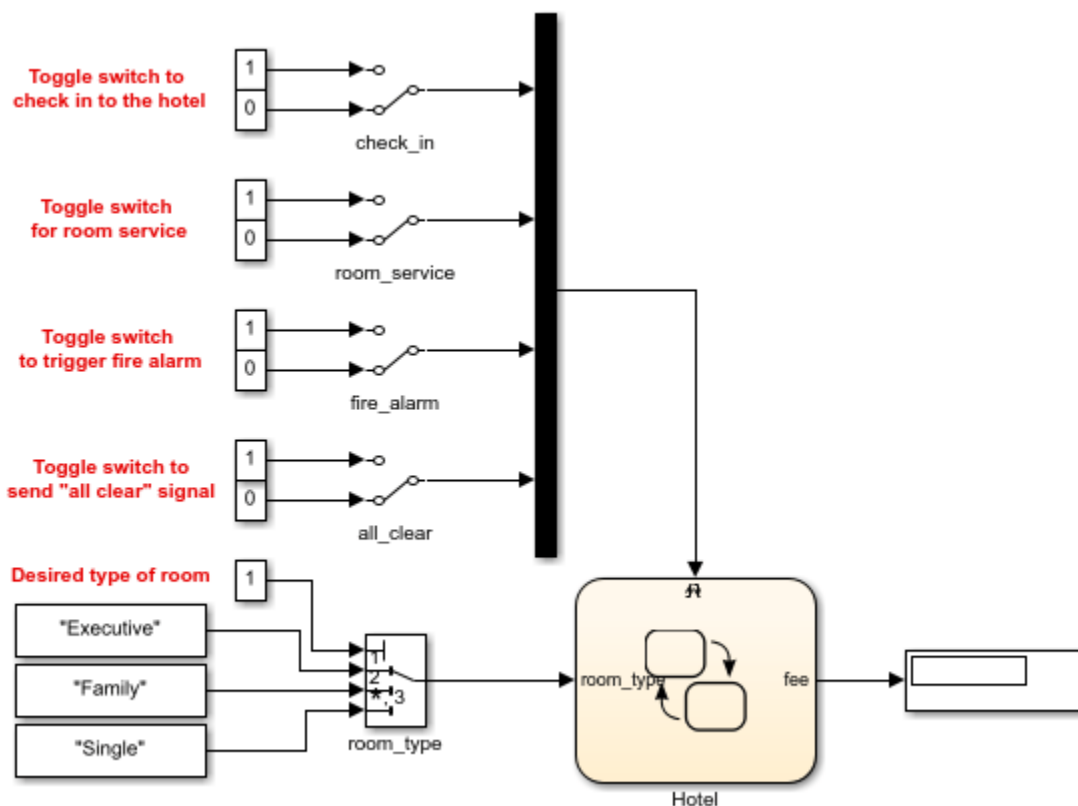 Toggle switch to
check in to the hotel
1
0
check_in
Toggle switch
for room service
1
0
room_service
Toggle switch
to trigger fire alarm
1
0
fire_alarm
Toggle switch to
send "all clear" signal
1
0
all_clear
Desired type of room
1
"Executive"
"Family"
"Single"
1
2
*, 3
room_type
room_type
fee
Hotel